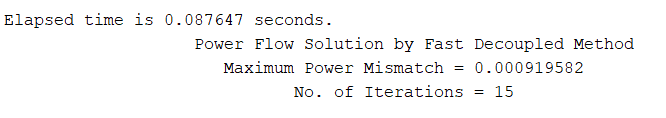 Elapsed time is 0.087647 seconds.
Power Flow Solution by Fast Decoupled Method
Maximum Power Mismatch = 0.000919582
No. of Iterations = 15